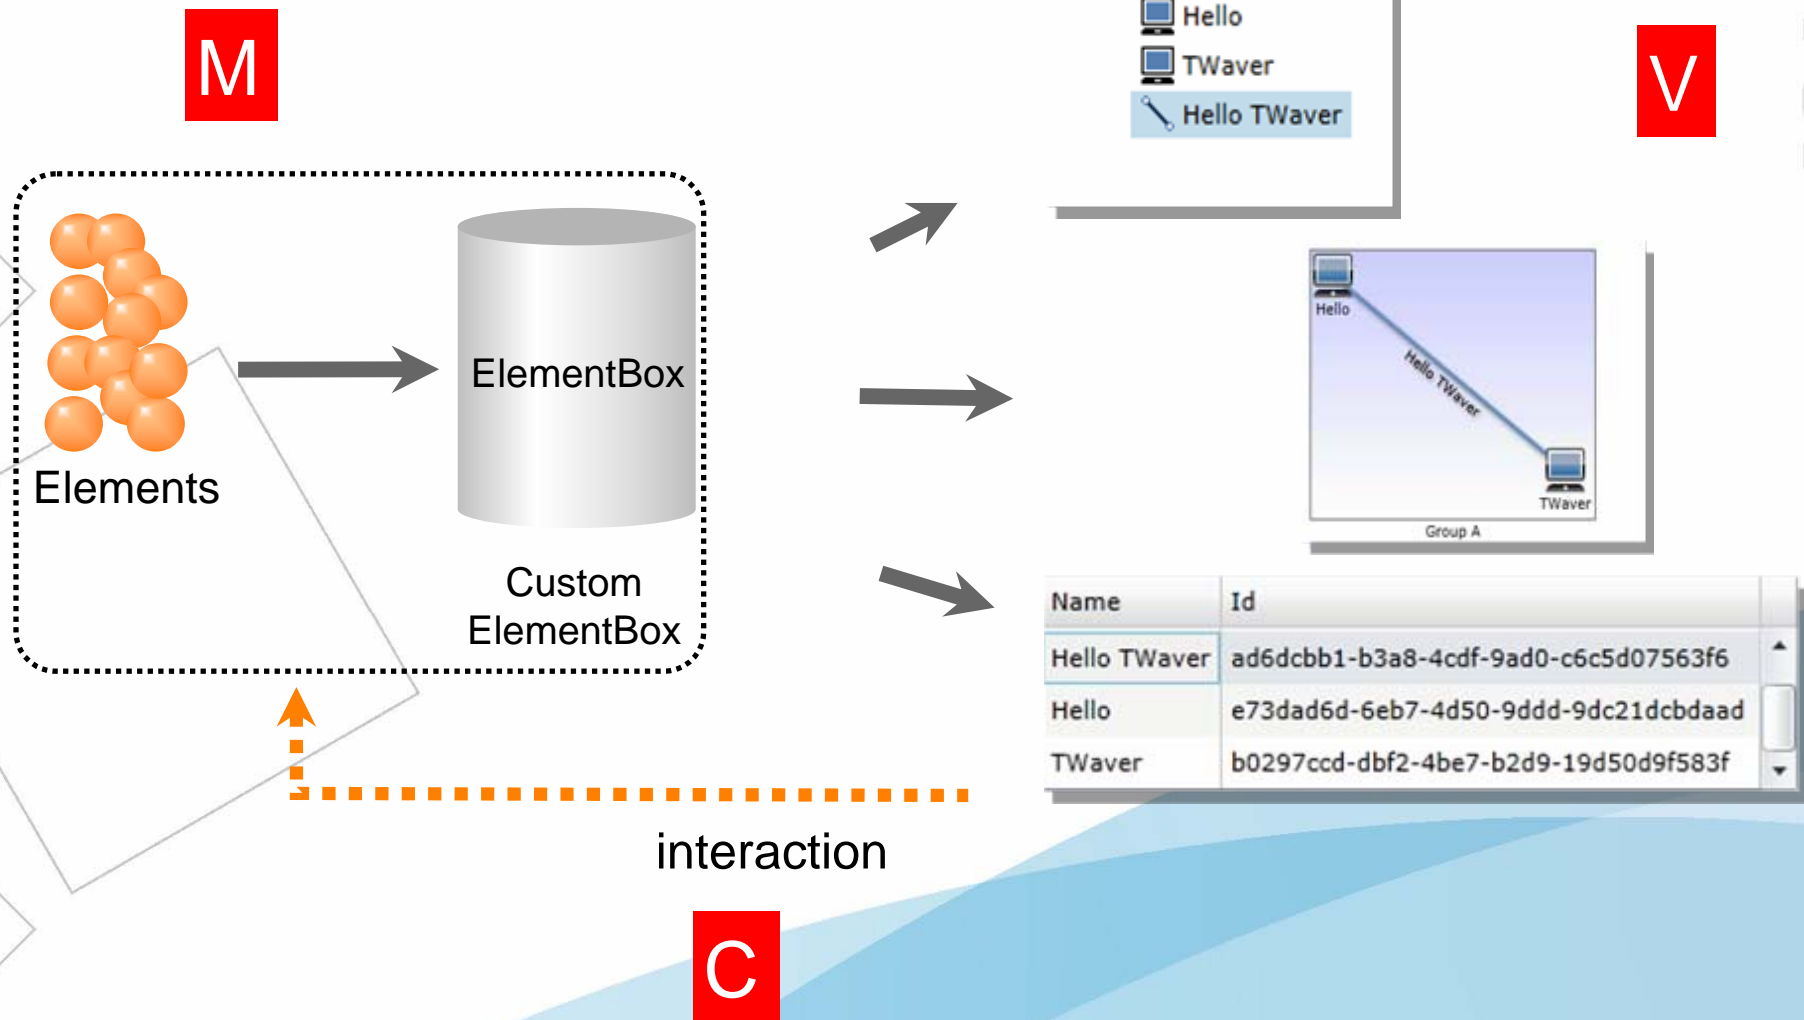 M
Hello
TWaver
Hello TWaver
V
ElementBox
Elements
Custom
ElementBox
Hello
Hello TWaver
TWaver
Group A
Name Id
Hello TWaver ad6dcbb1-b3a8-4cdf-9ad0-c6c5d07563f6
Hello e73dad6d-6eb7-4d50-9ddd-9dc21dcbdaad
TWaver b0297ccd-dbf2-4be7-b2d9-19d50d9f583f
interaction
C